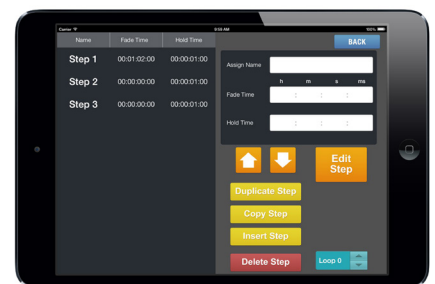 Carrier 9:50 AM 100%
Name Fade Time Hold Time
BACK
Step 1 00:01:02:00 00:00:01:00
Step 2 00:00:00:00 00:00:01:00
Step 3 00:00:00:00 00:00:01:00
Assign Name
h m s ms
Fade Time : : :
Hold Time : : :
Edit
Step
Duplicate Step
Copy Step
Insert Step
Delete Step
Loop 0